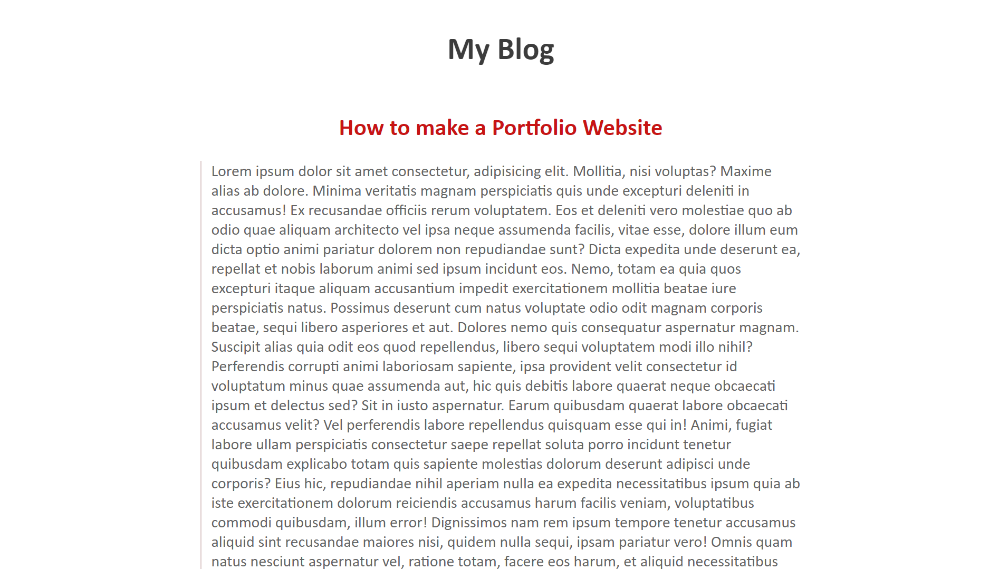 My Blog
How to make a Portfolio Website
Lorem ipsum dolor sit amet consectetur, adipisicing elit. Mollitia, nisi voluptas? Maxime
alias ab dolore. Minima veritatis magnam perspiciatis quis unde excepturi deleniti in
accusamus! Ex recusandae officiis rerum voluptatem. Eos et deleniti vero molestiae quo ab
odio quae aliquam architecto vel ipsa neque assumenda facilis, vitae esse, dolore illum eum
dicta optio animi pariatur dolorem non repudiandae sunt? Dicta expedita unde deserunt ea,
repellat et nobis laborum animi sed ipsum incidunt eos. Nemo, totam ea quia quos
excepturi itaque aliquam accusantium impedit exercitationem mollitia beatae iure
perspiciatis natus. Possimus deserunt cum natus voluptate odio odit magnam corporis
beatae, sequi libero asperiores et aut. Dolores nemo quis consequatur aspernatur magnam.
Suscipit alias quia odit eos quod repellendus, libero sequi voluptatem modi illo nihil?
Perferendis corrupti animi laboriosam sapiente, ipsa provident velit consectetur id
voluptatum minus quae assumenda aut, hic quis debitis labore quaerat neque obcaecati
ipsum et delectus sed? Sit in iusto aspernatur. Earum quibusdam quaerat labore obcaecati
accusamus velit? Vel perferendis labore repellendus quisquam esse qui in! Animi, fugiat
labore ullam perspiciatis consectetur saepe repellat soluta porro incidunt tenetur
quibusdam explicabo totam quis sapiente molestias dolorum deserunt adipisci unde
corporis? Eius hic, repudiandae nihil aperiam nulla ea expedita necessitatibus ipsum quia ab
iste exercitationem dolorum reiciendis accusamus harum facilis veniam, voluptatibus
commodi quibusdam, illum error! Dignissimos nam rem ipsum tempore tenetur accusamus
aliquid sint recusandae maiores nisi, quidem nulla sequi, ipsam pariatur vero! Omnis quam
natus nesciunt aspernatur vel, ratione totam, facere eos harum, et aliquid necessitatibus